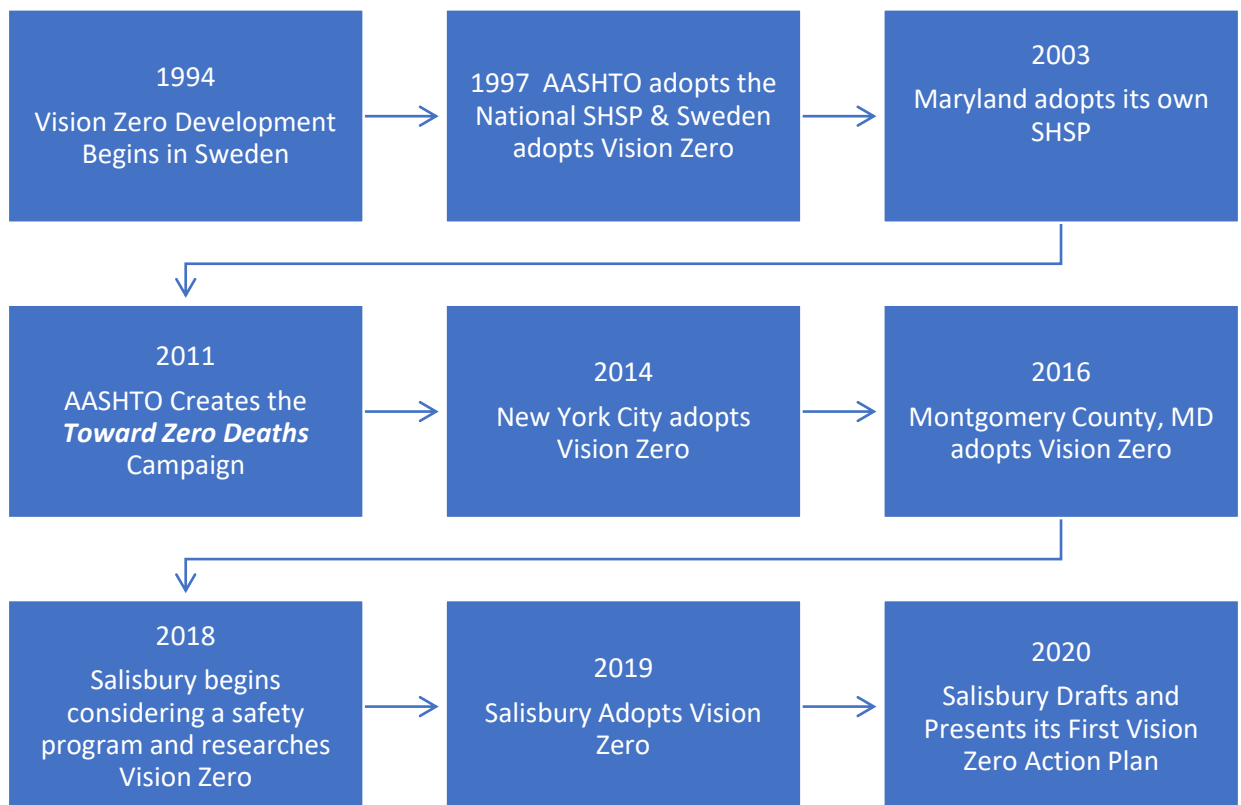 1994
Vision Zero Development
Begins in Sweden
1997  AASHTO adopts the
National SHSP & Sweden
adopts Vision Zero
2003
Maryland adopts its own
SHSP
2011
AASHTO Creates the
Toward Zero Deaths
Campaign
2014
New York City adopts
Vision Zero
2016
Montgomery County, MD
adopts Vision Zero
2018
Salisbury begins
considering a safety
program and researches
Vision Zero
2019
Salisbury Adopts Vision
Zero
2020
Salisbury Drafts and
Presents its First Vision
Zero Action Plan